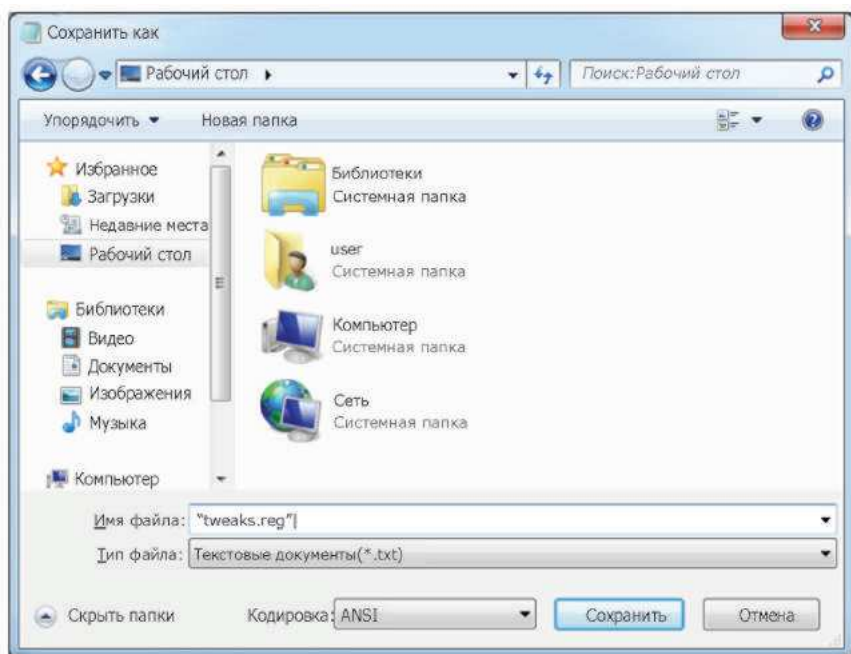 Сохранить как
Рабочий стол
Поиск:Рабочий стол
Упорядочить
Новая папка
Избранное
Загрузки
Недавние места
Рабочий стол
Библиотеки
Видео
Документы
Изображения
Музыка
Компьютер
Библиотеки
Системная папка
user
Системная папка
Компьютер
Системная папка
Сеть
Системная папка
Имя файла: "tweaks.reg"
Тип файла: Текстовые документы(*.txt)
Скрыть папки
Кодировка: ANSI
Сохранить
Отмена